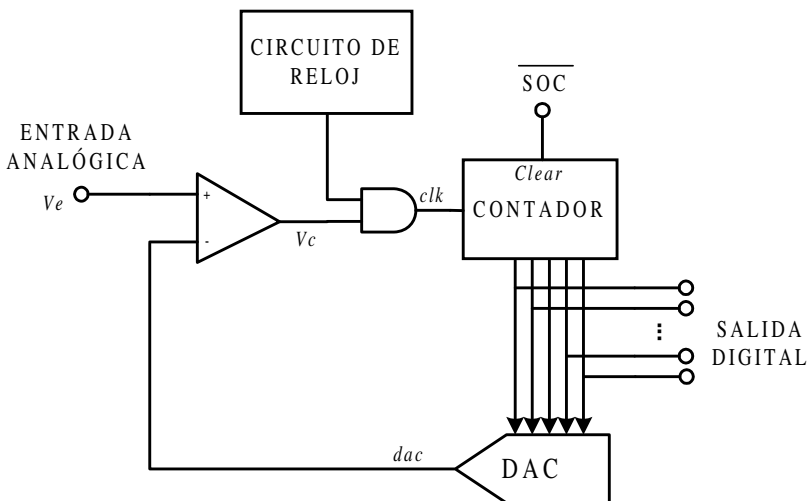 CIRCUITO DE
RELOJ
SOC
ENTRADA
ANALÓGICA
Ve
+
-
Vc
clk
Clear
CONTADOR
SALIDA
DIGITAL
dac
DAC